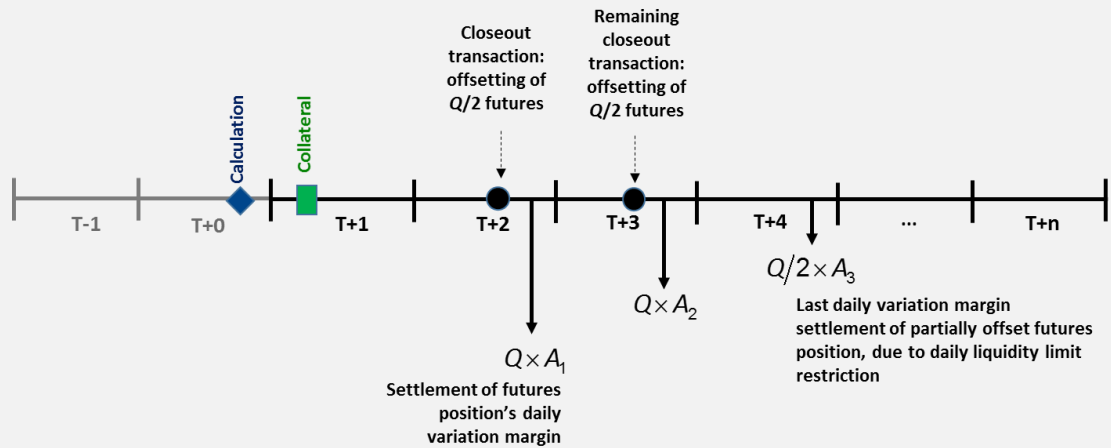 Closeout
transaction:
offsetting of
Q/2 futures
Remaining
closeout
transaction:
offsetting of
Q/2 futures
Calculation
Collateral
T-1
T+0
T+1
T+2
T+3
T+4
...
T+n
Q×A₁
Settlement of futures
position’s daily
variation margin
Q×A₂
Q/2×A₃
Last daily variation margin
settlement of partially offset futures
position, due to daily liquidity limit
restriction